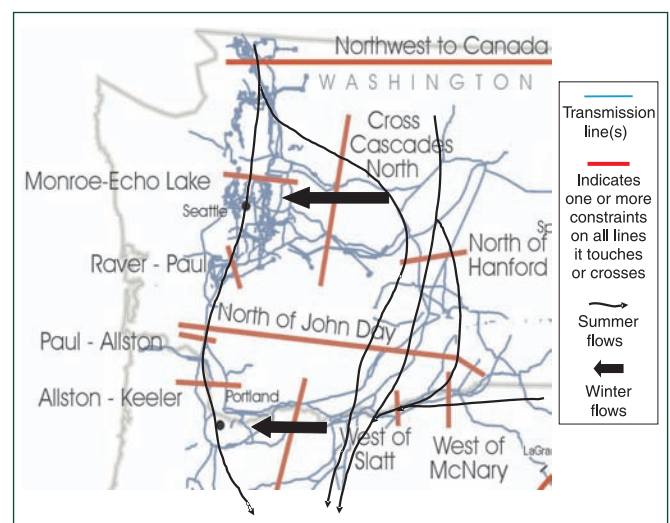 Northwest to Canada
WASHINGTON
Cross
Cascades
North
Monroe-Echo Lake
Seattle
Sp
Raver - Paul
North of
Hanford
North of John Day
Paul - Allston
Allston - Keeler
Portland
West of
Slatt
West of
McNary
LaGra
Transmission
line(s)
Indicates
one or more
constraints
on all lines
it touches
or crosses
Summer
flows
Winter
flows